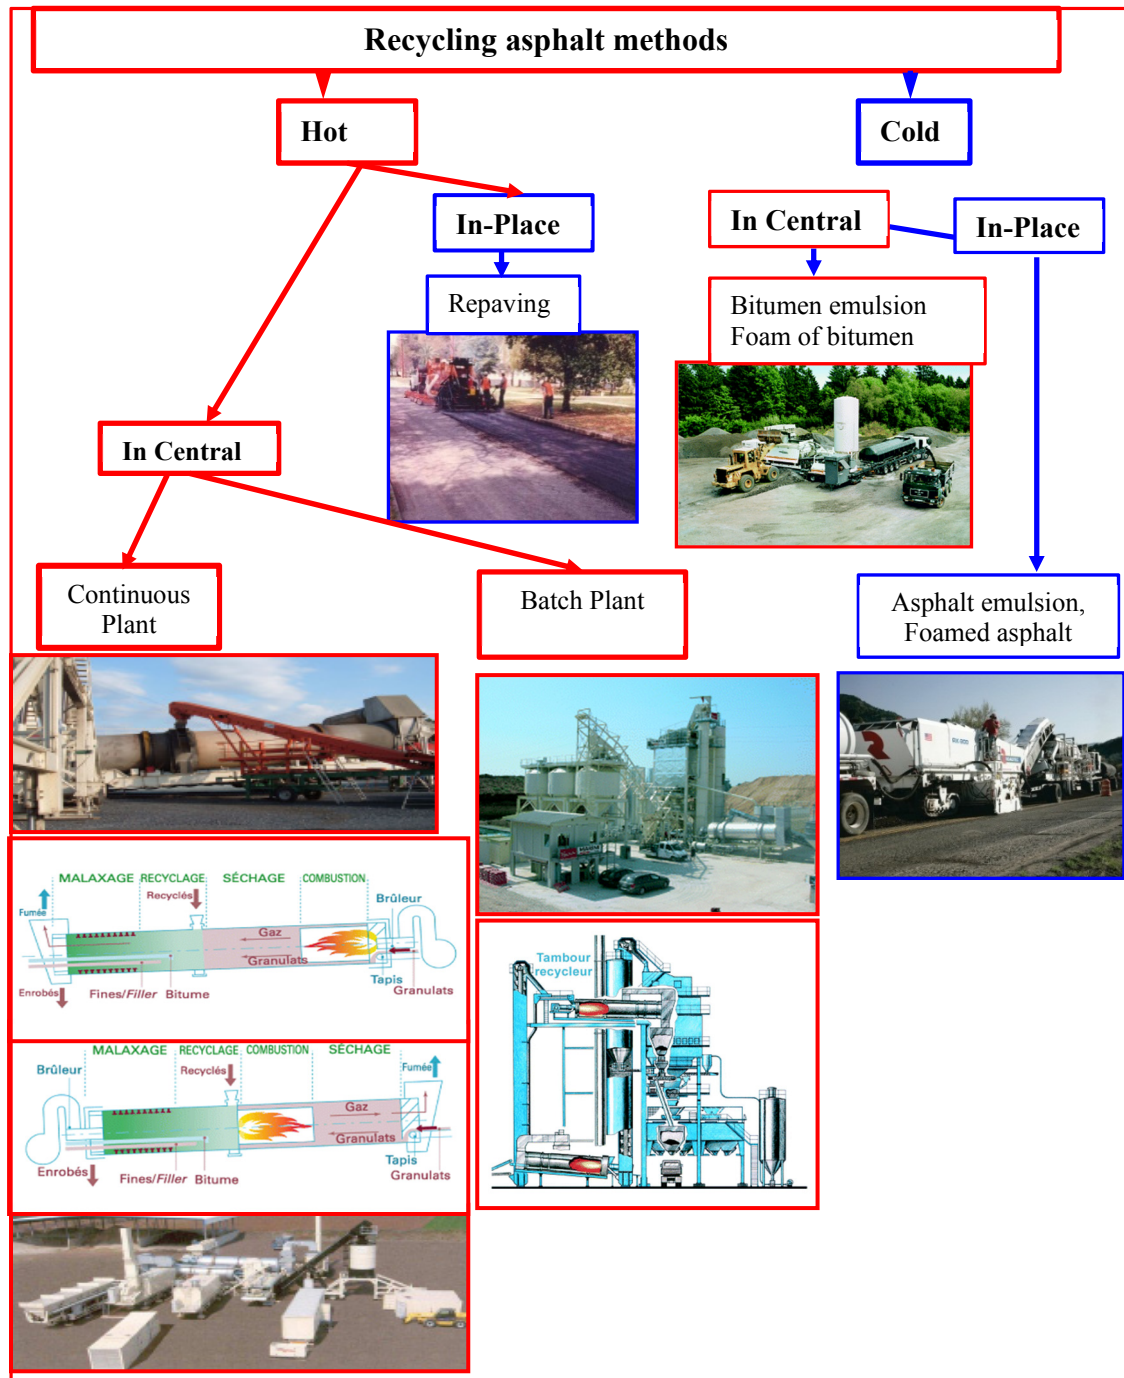 Recycling asphalt methods
Hot
Cold
In-Place
In Central
In-Place
Repaving
Bitumen emulsion
Foam of bitumen
In Central
Continuous
Plant
Batch Plant
Asphalt emulsion,
Foamed asphalt
MALAXAGE RECYCLAGE SÉCHAGE COMBUSTION
Recyclés
Brûleur
Fumée
Gaz
Granulats
Tapis
Enrobés
Fines/Filler Bitume
Granulats
MALAXAGE RECYCLAGE COMBUSTION SÉCHAGE
Recyclés
Fumée
Brûleur
Gaz
Granulats
Tapis
Enrobés
Fines/Filler Bitume
Granulats
Tambour
recycleur